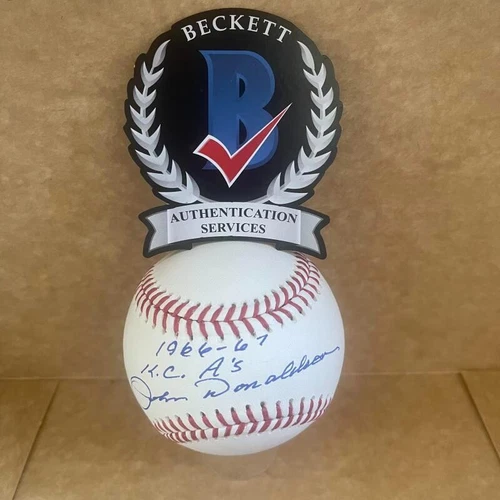 BECKETT
B
AUTHENTICATION
SERVICES
1966-67
K.C. A's
John Donaldson